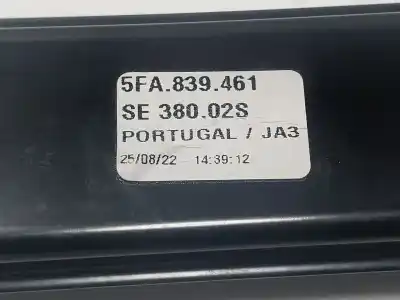 5FA.839.461
SE 380.02S
PORTUGAL / JA3
25/08/22 14:39:12